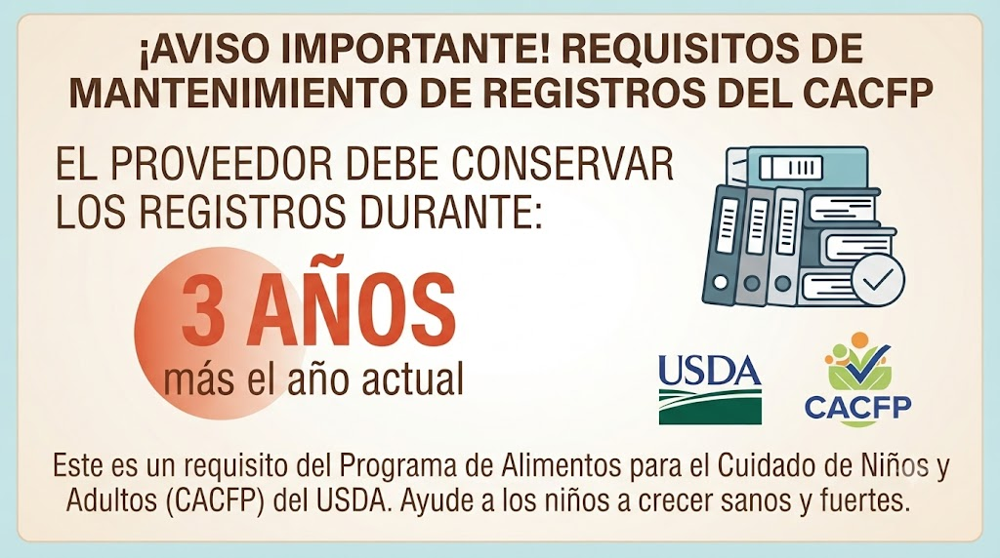 ¡AVISO IMPORTANTE! REQUISITOS DE
MANTENIMIENTO DE REGISTROS DEL CACFP
EL PROVEEDOR DEBE CONSERVAR
LOS REGISTROS DURANTE:
3 AÑOS
más el año actual
USDA
CACFP
Este es un requisito del Programa de Alimentos para el Cuidado de Niños y
Adultos (CACFP) del USDA. Ayude a los niños a crecer sanos y fuertes.